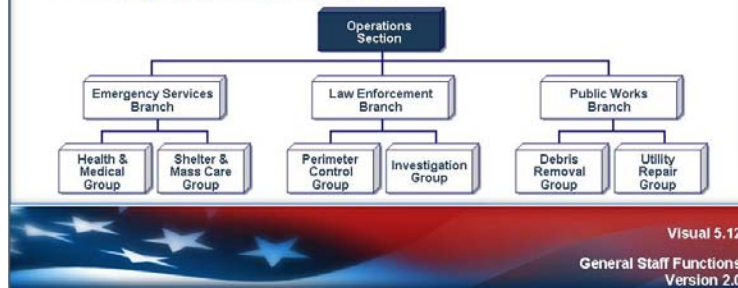 Operations
Section
Emergency Services
Branch
Law Enforcement
Branch
Public Works
Branch
Health &
Medical
Group
Shelter &
Mass Care
Group
Perimeter
Control
Group
Investigation
Group
Debris
Removal
Group
Utility
Repair
Group
Visual 5.12
General Staff Functions
Version 2.0